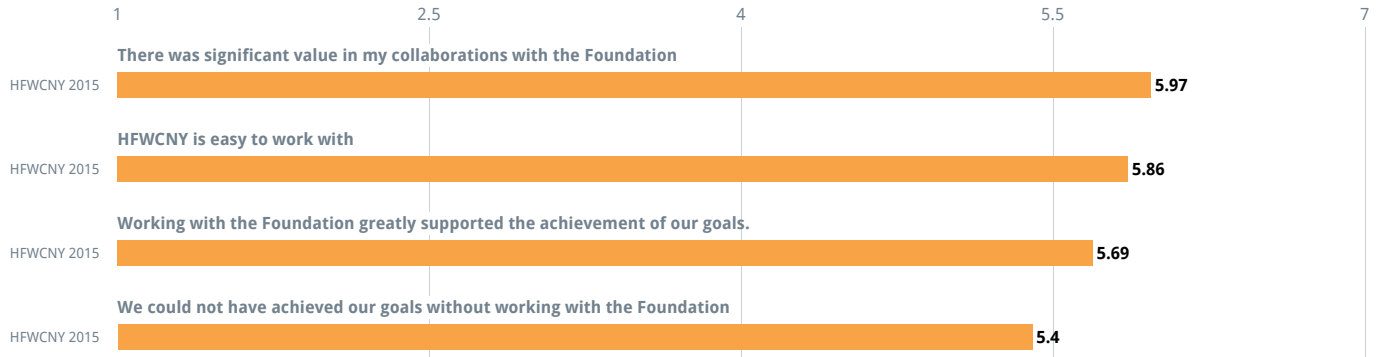 1 2.5 4 5.5 7
There was significant value in my collaborations with the Foundation
HFWCNY 2015 5.97
HFWCNY is easy to work with
HFWCNY 2015 5.86
Working with the Foundation greatly supported the achievement of our goals.
HFWCNY 2015 5.69
We could not have achieved our goals without working with the Foundation
HFWCNY 2015 5.4